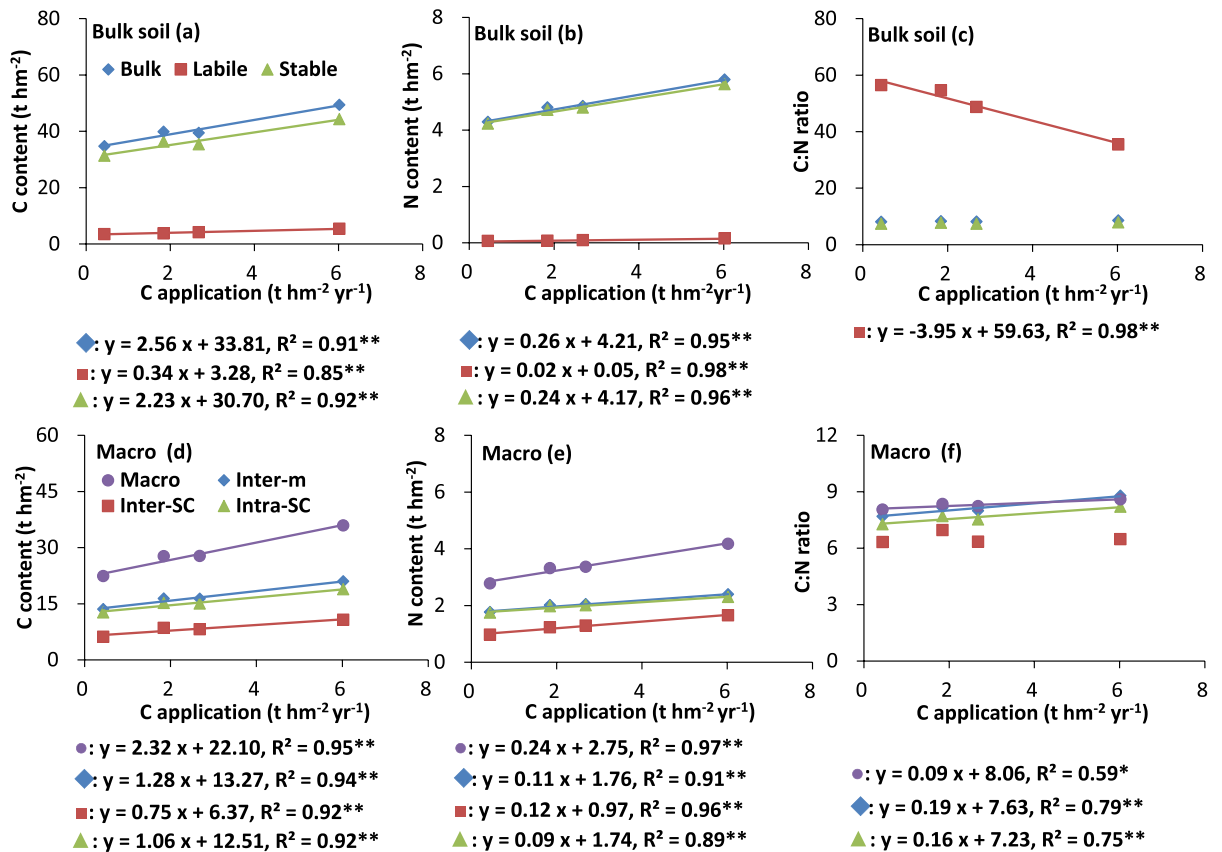 Bulk soil (a)
Bulk Labile Stable
C content (t hm⁻²)
80
60
40
20
0
0 2 4 6 8
C application (t hm⁻² yr⁻¹)
: y = 2.56 x + 33.81, R² = 0.91**
: y = 0.34 x + 3.28, R² = 0.85**
: y = 2.23 x + 30.70, R² = 0.92**
Bulk soil (b)
N content (t hm⁻²)
6
4
2
0
0 2 4 6 8
C application (t hm⁻² yr⁻¹)
: y = 0.26 x + 4.21, R² = 0.95**
: y = 0.02 x + 0.05, R² = 0.98**
: y = 0.24 x + 4.17, R² = 0.96**
Bulk soil (c)
C:N ratio
80
60
40
20
0
0 2 4 6 8
C application (t hm⁻² yr⁻¹)
: y = -3.95 x + 59.63, R² = 0.98**
Macro (d)
Macro Inter-m
Inter-SC Intra-SC
C content (t hm⁻²)
60
45
30
15
0
0 2 4 6 8
C application (t hm⁻² yr⁻¹)
: y = 2.32 x + 22.10, R² = 0.95**
: y = 1.28 x + 13.27, R² = 0.94**
: y = 0.75 x + 6.37, R² = 0.92**
: y = 1.06 x + 12.51, R² = 0.92**
Macro (e)
N content (t hm⁻²)
8
6
4
2
0
0 2 4 6 8
C application (t hm⁻² yr⁻¹)
: y = 0.24 x + 2.75, R² = 0.97**
: y = 0.11 x + 1.76, R² = 0.91**
: y = 0.12 x + 0.97, R² = 0.96**
: y = 0.09 x + 1.74, R² = 0.89**
Macro (f)
C:N ratio
12
9
6
3
0
0 2 4 6 8
C application (t hm⁻² yr⁻¹)
: y = 0.09 x + 8.06, R² = 0.59*
: y = 0.19 x + 7.63, R² = 0.79**
: y = 0.16 x + 7.23, R² = 0.75**